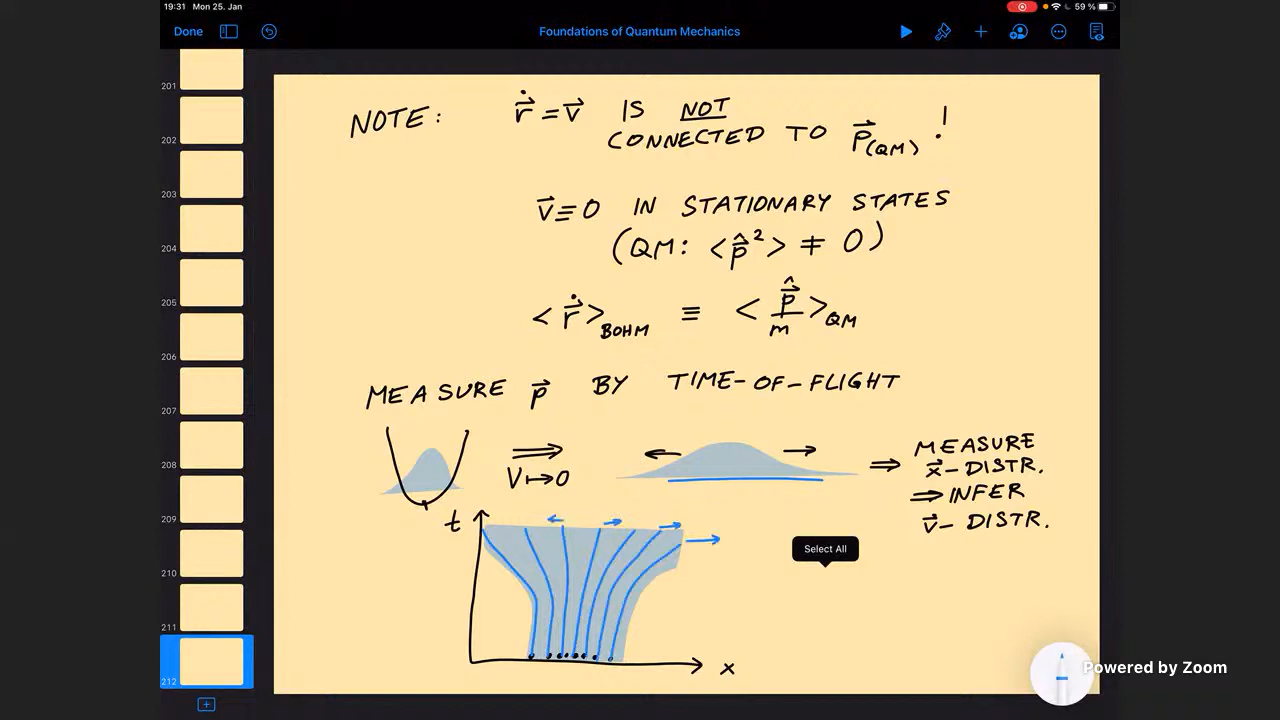 19:31 Mon 25. Jan
59 %
Done
Foundations of Quantum Mechanics
201
202
203
204
205
206
207
208
209
210
211
212
NOTE: ṙ⃗ = v⃗ IS NOT
CONNECTED TO p⃗(QM) !
v⃗ ≡ 0 IN STATIONARY STATES
(QM: <p̂⃗²> ≠ 0)
<ṙ⃗>BOHM ≡ <p̂⃗/m>QM
MEASURE p⃗ BY TIME-OF-FLIGHT
⇒
V ↦ 0
← →
⇒ MEASURE
x⃗-DISTR.
⇒ INFER
v⃗-DISTR.
t
x
Select All
Powered by Zoom